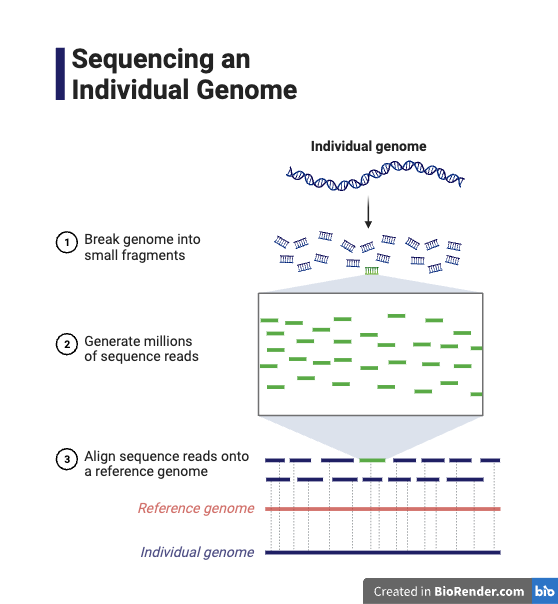 Sequencing an
Individual Genome
Individual genome
1 Break genome into
small fragments
2 Generate millions
of sequence reads
3 Align sequence reads onto
a reference genome
Reference genome
Individual genome
Created in BioRender.com bio